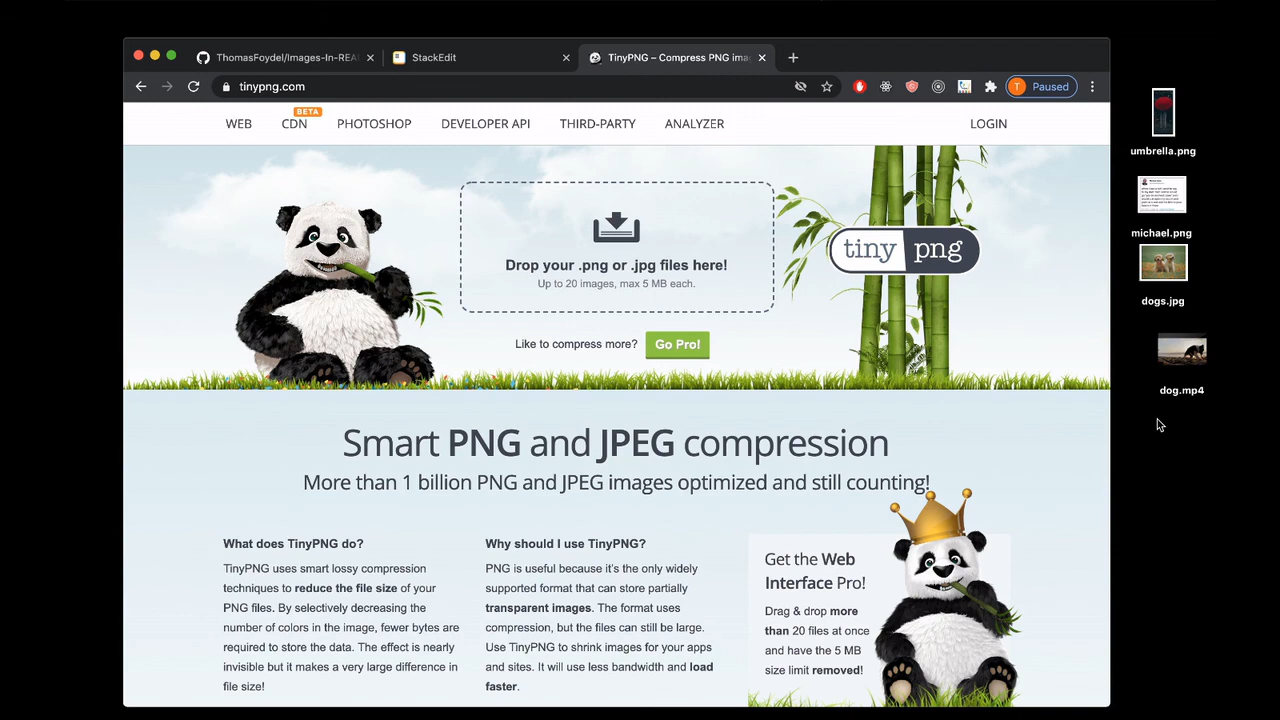 ThomasFoydel/Images-In-REA
StackEdit
TinyPNG – Compress PNG ima
tinypng.com
T Paused
BETA
WEB CDN PHOTOSHOP DEVELOPER API THIRD-PARTY ANALYZER LOGIN
Drop your .png or .jpg files here!
Up to 20 images, max 5 MB each.
tiny png
Like to compress more? Go Pro!
Smart PNG and JPEG compression
More than 1 billion PNG and JPEG images optimized and still counting!
What does TinyPNG do?
TinyPNG uses smart lossy compression
techniques to reduce the file size of your
PNG files. By selectively decreasing the
number of colors in the image, fewer bytes are
required to store the data. The effect is nearly
invisible but it makes a very large difference in
file size!
Why should I use TinyPNG?
PNG is useful because it's the only widely
supported format that can store partially
transparent images. The format uses
compression, but the files can still be large.
Use TinyPNG to shrink images for your apps
and sites. It will use less bandwidth and load
faster.
Get the Web
Interface Pro!
Drag & drop more
than 20 files at once
and have the 5 MB
size limit removed!
umbrella.png
michael.png
dogs.jpg
dog.mp4